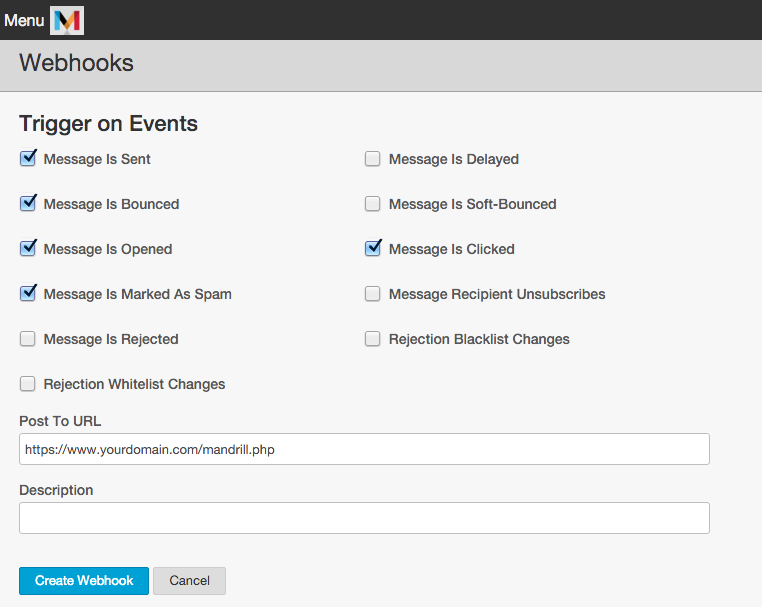 Menu
Webhooks
Trigger on Events
Message Is Sent
Message Is Delayed
Message Is Bounced
Message Is Soft-Bounced
Message Is Opened
Message Is Clicked
Message Is Marked As Spam
Message Recipient Unsubscribes
Message Is Rejected
Rejection Blacklist Changes
Rejection Whitelist Changes
Post To URL
https://www.yourdomain.com/mandrill.php
Description
Create Webhook
Cancel